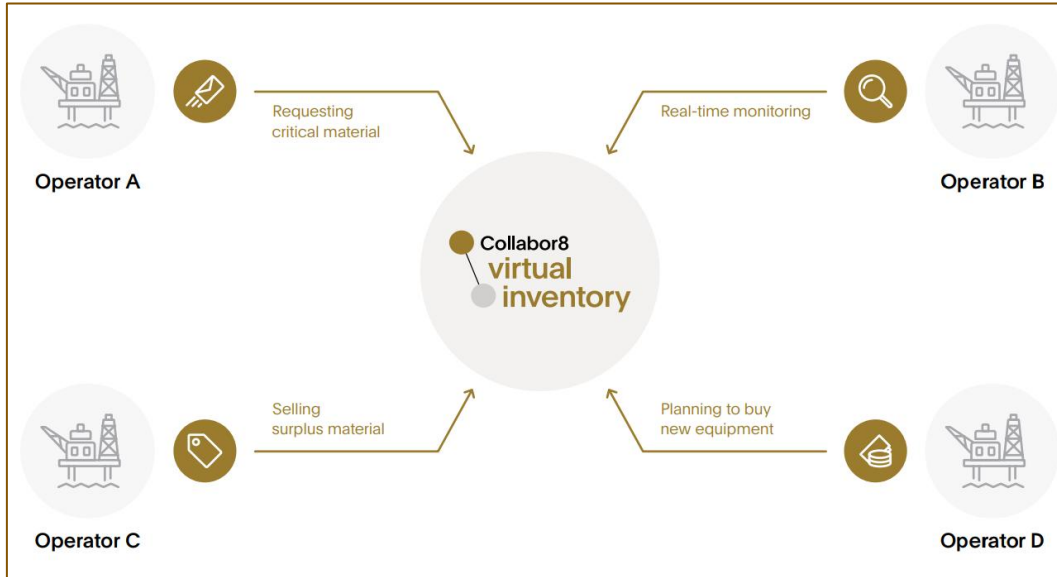 Requesting
critical material
Real-time monitoring
Operator A
Operator B
Collabor8
virtual
inventory
Selling
surplus material
Planning to buy
new equipment
Operator C
Operator D